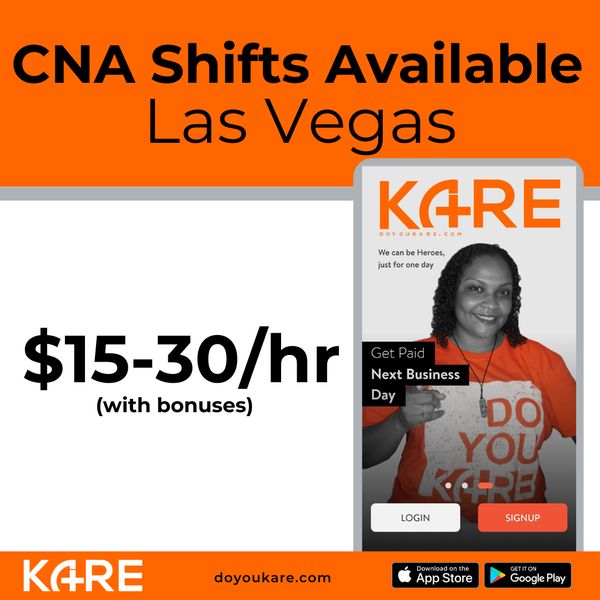 CNA Shifts Available
Las Vegas
$15-30/hr
(with bonuses)
KARE
DOYOUKARE.COM
We can be Heroes,
just for one day
Get Paid
Next Business
Day
DO
YOU
KARE
LOGIN
SIGNUP
KARE
doyoukare.com
Download on the
App Store
GET IT ON
Google Play